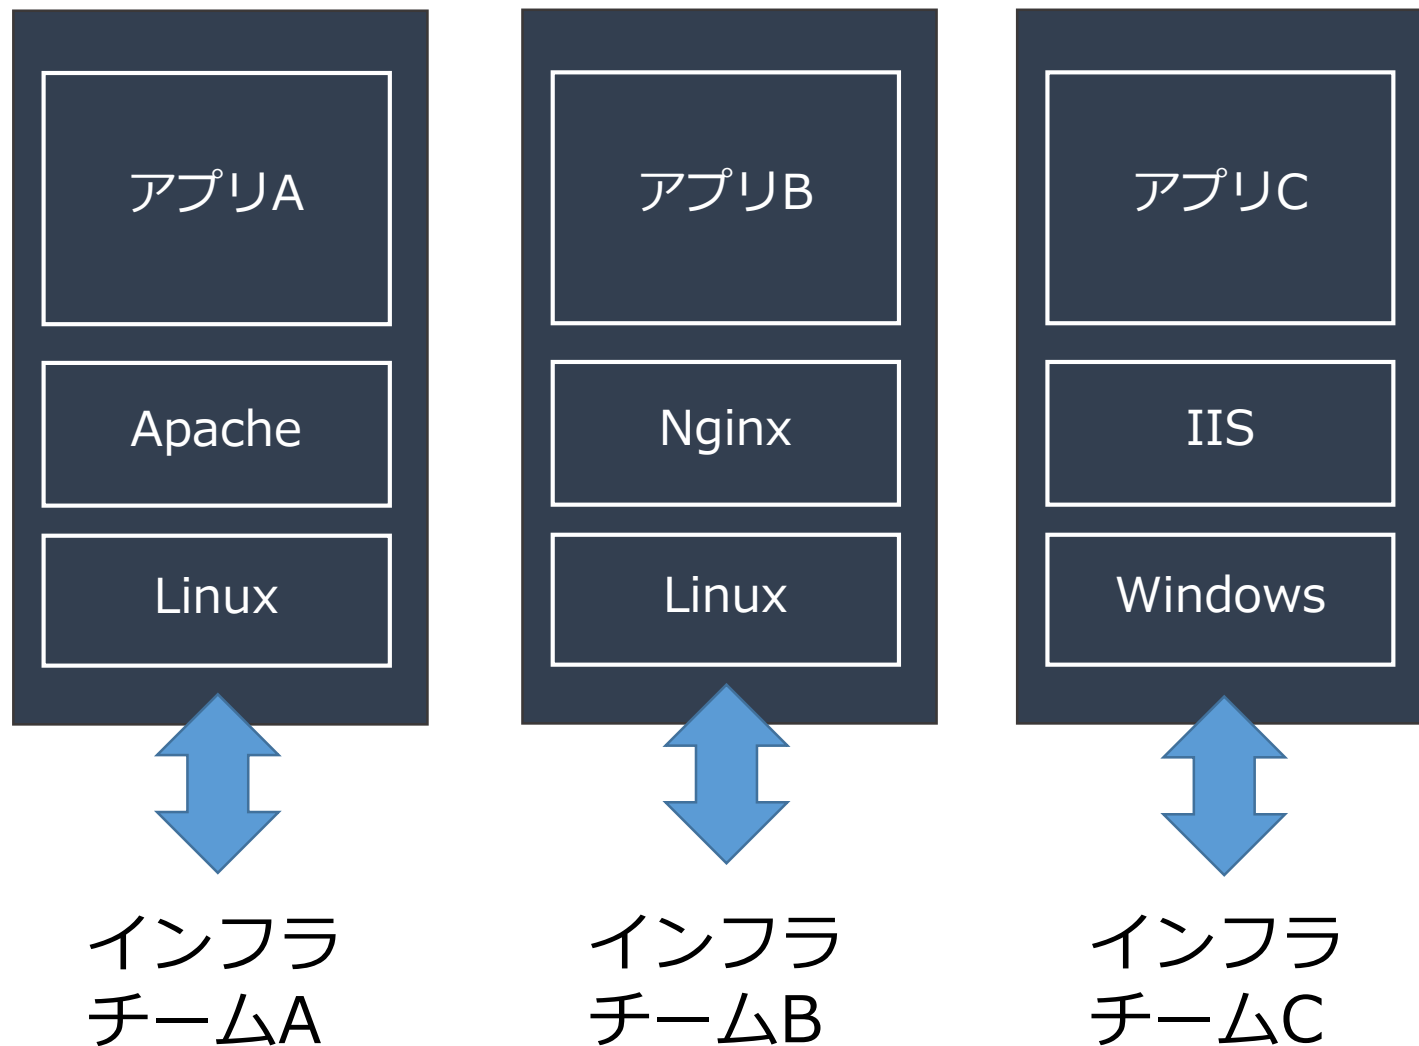 アプリA
アプリB
アプリC
Apache
Nginx
IIS
Linux
Linux
Windows
インフラ
チームA
インフラ
チームB
インフラ
チームC